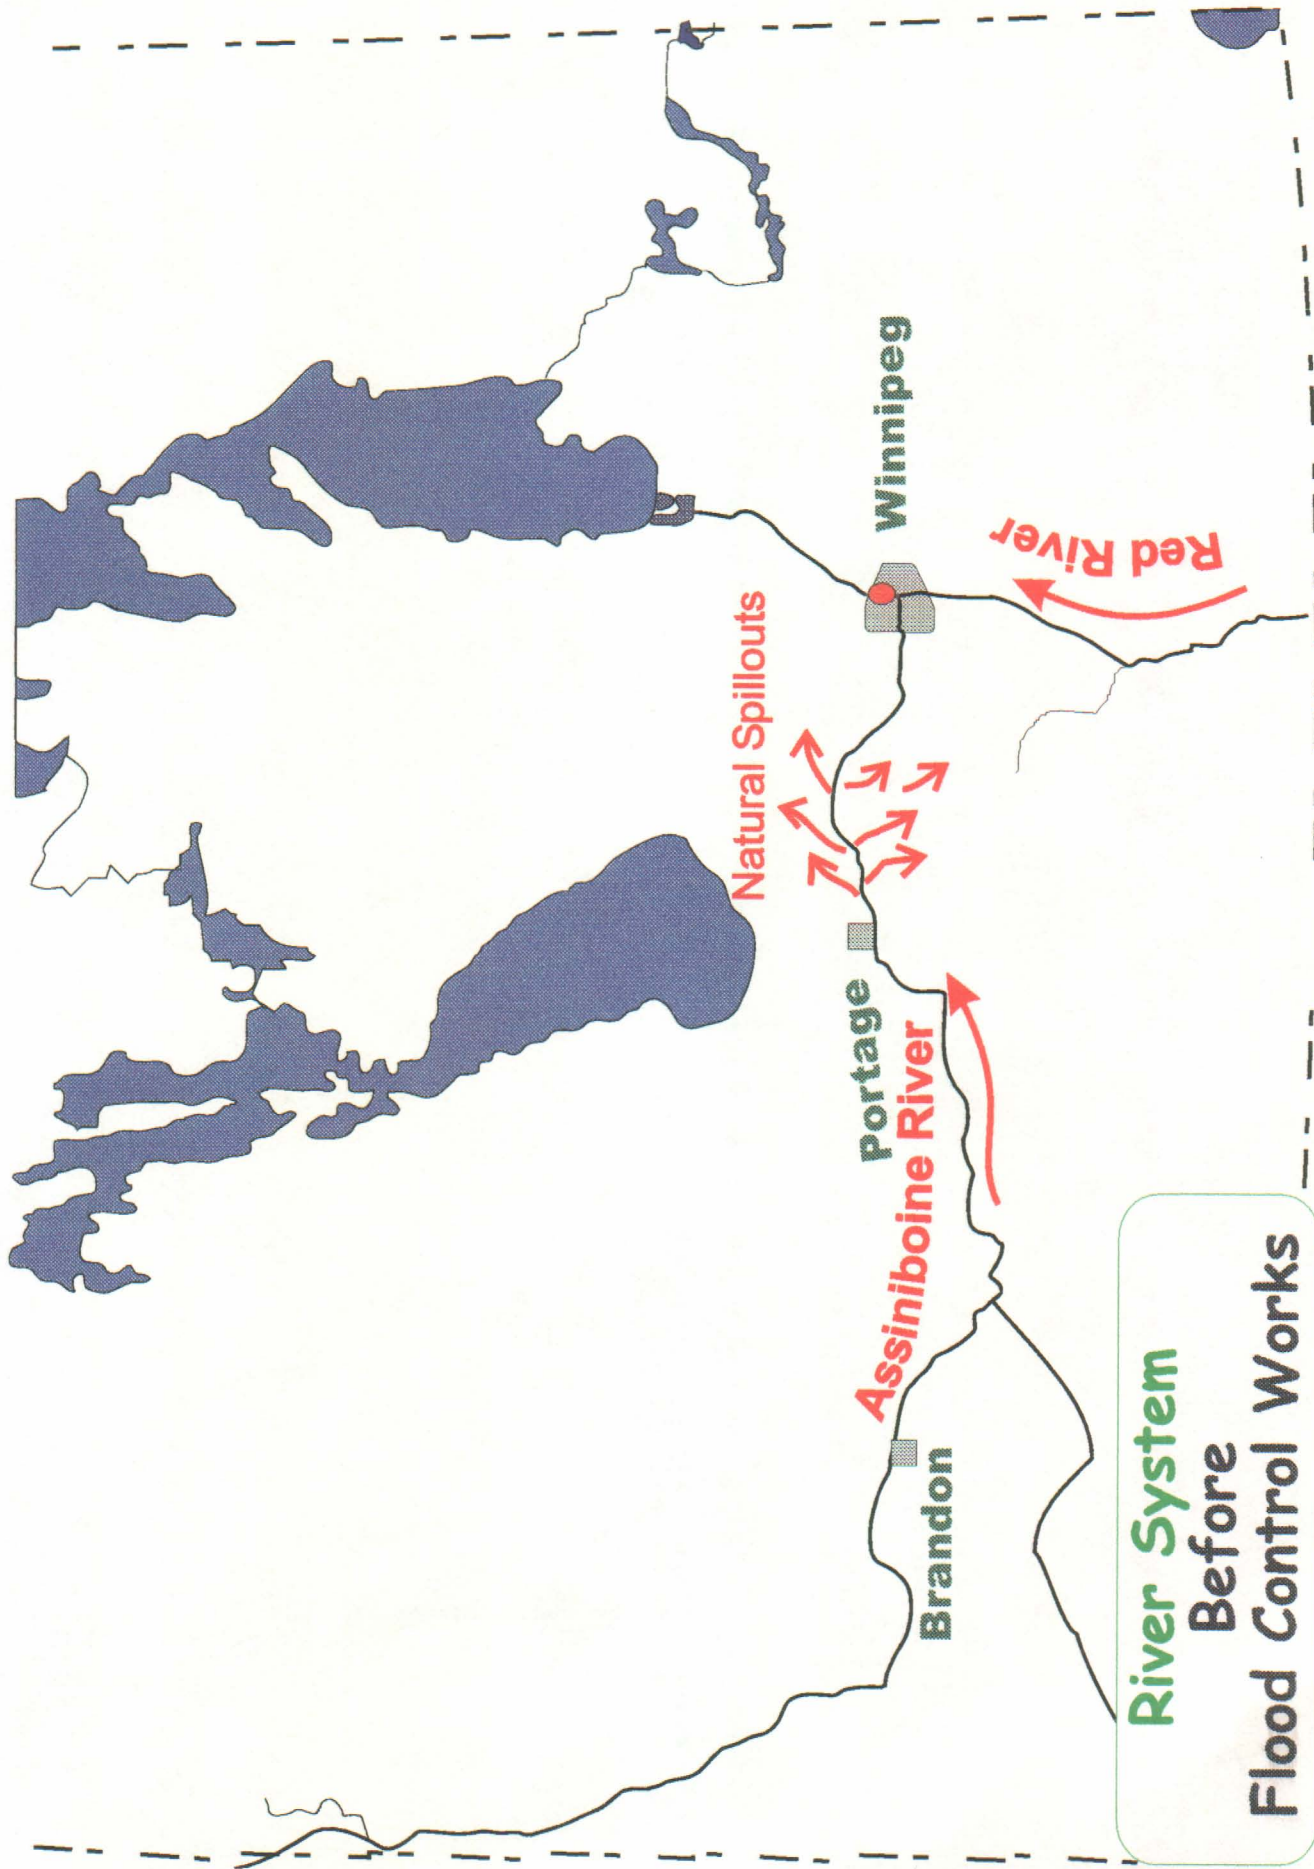 Natural Spillouts
Winnipeg
Portage
Assiniboine River
Red River
Brandon
River System
Before
Flood Control Works